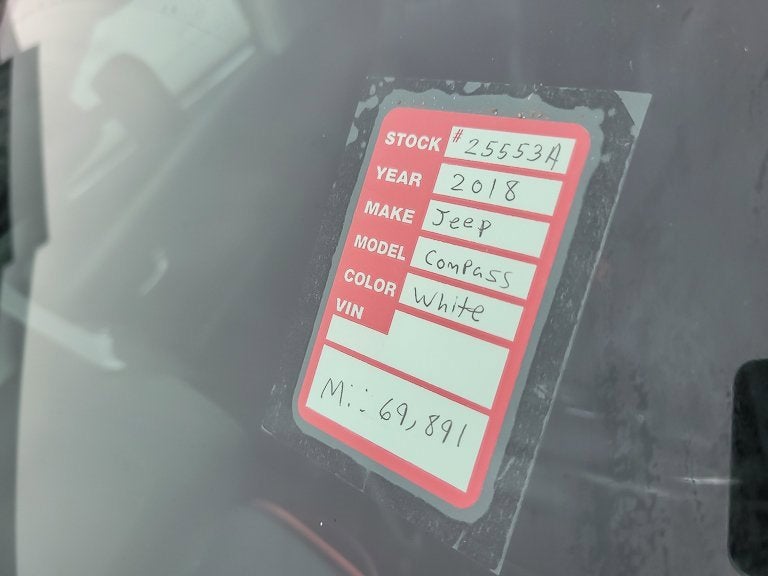 STOCK #25553A
YEAR 2018
MAKE Jeep
MODEL Compass
COLOR White
VIN
Mi: 69,891